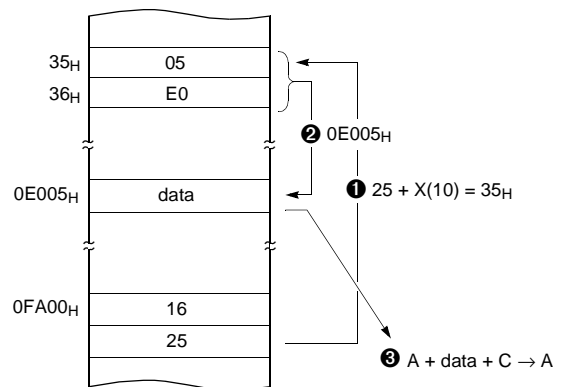 35H 05
36H E0
❷ 0E005H
❶ 25 + X(10) = 35H
0E005H data
0FA00H 16
25
❸ A + data + C → A